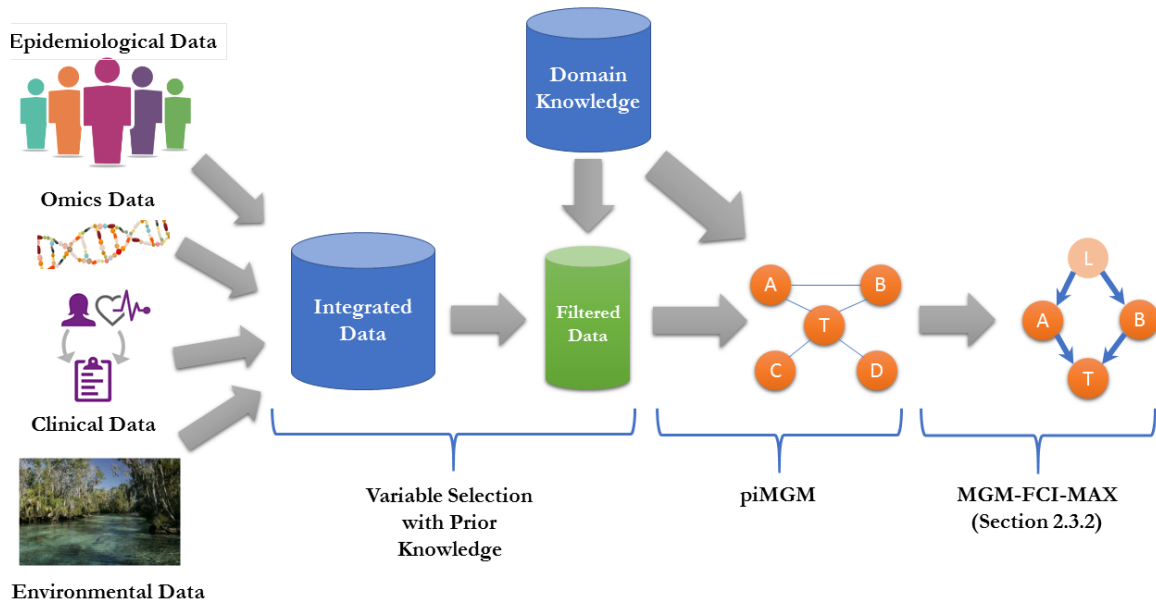 Epidemiological Data
Omics Data
Clinical Data
Environmental Data
Integrated
Data
Domain
Knowledge
Filtered
Data
A
B
T
C
D
L
A
B
T
Variable Selection
with Prior
Knowledge
piMGM
MGM-FCI-MAX
(Section 2.3.2)